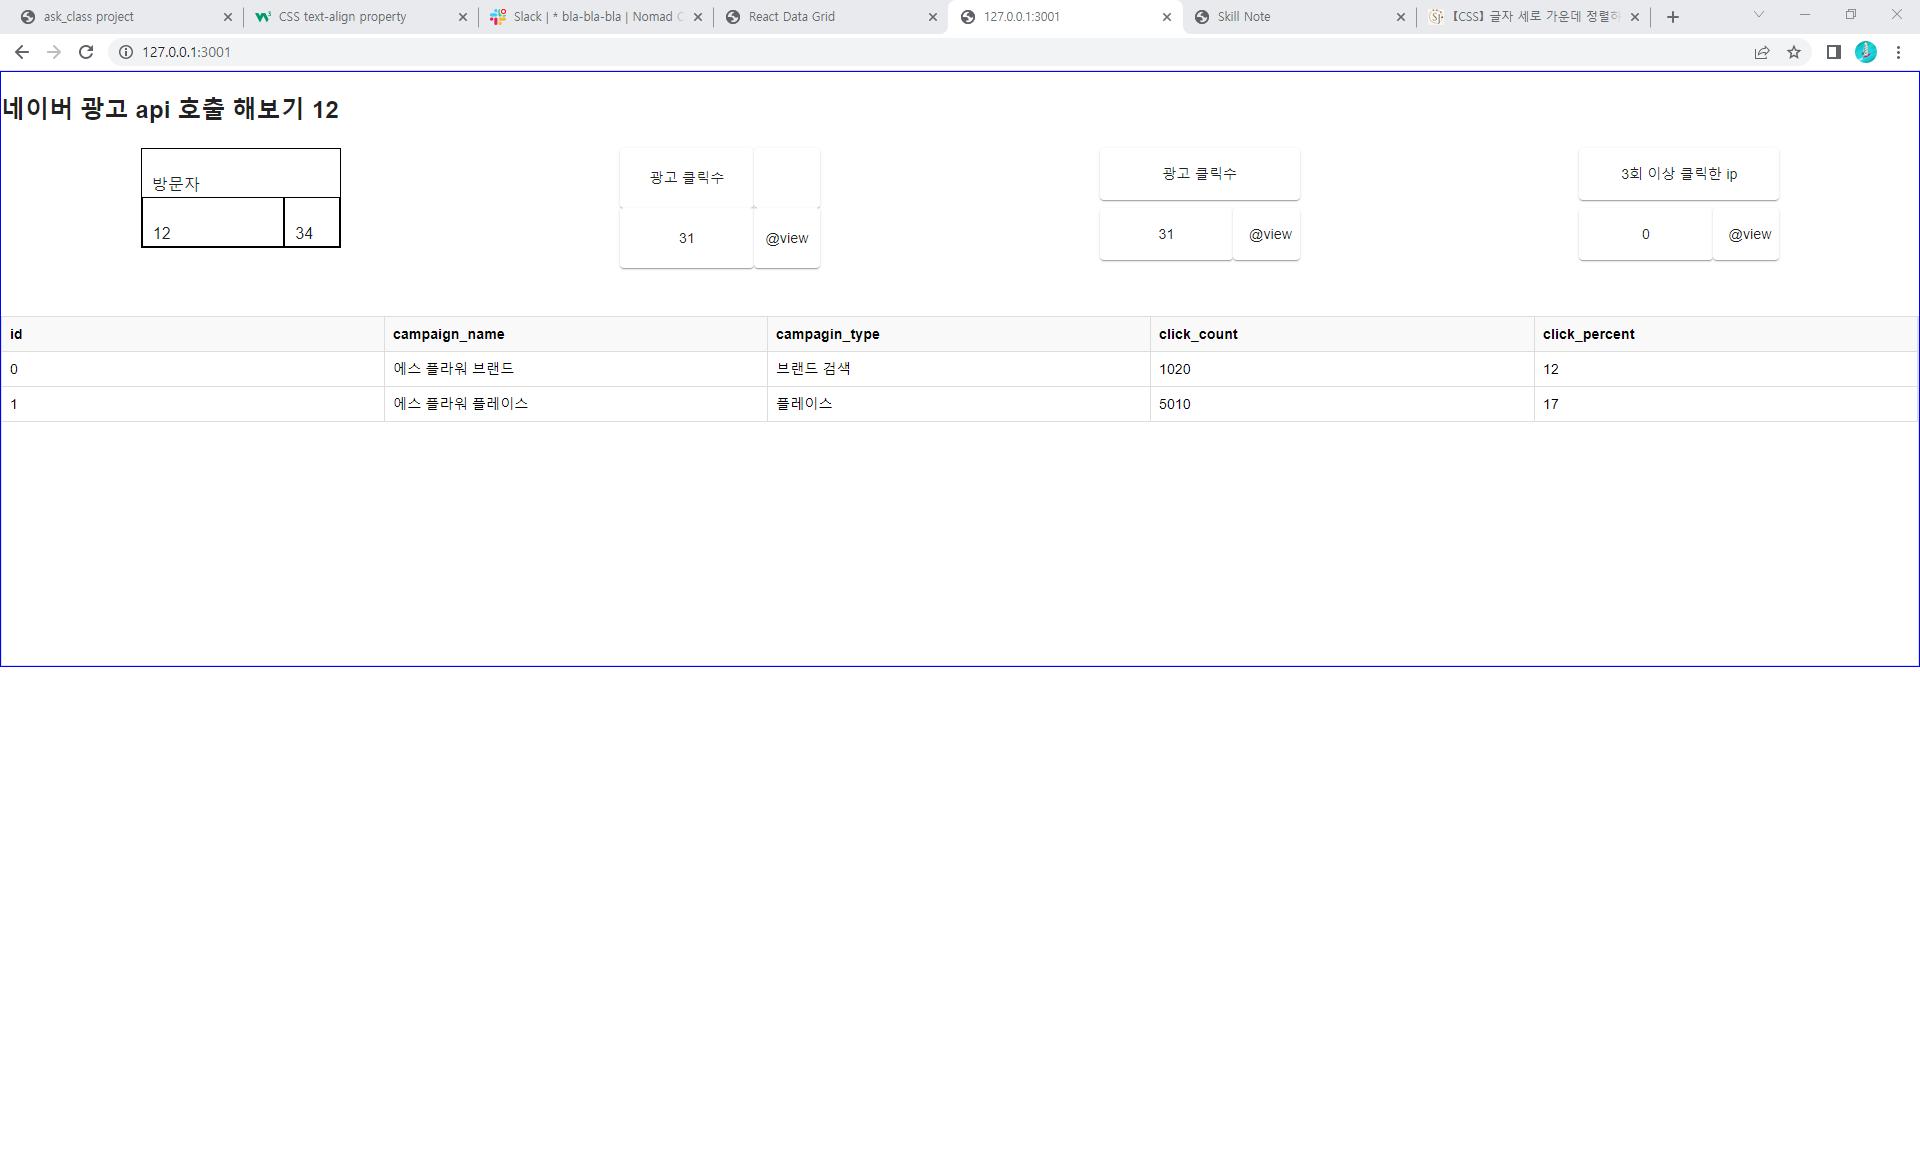 ask_class project
CSS text-align property
Slack | * bla-bla-bla | Nomad C
React Data Grid
127.0.0.1:3001
Skill Note
[CSS] 글자 세로 가운데 정렬하
127.0.0.1:3001
네이버 광고 api 호출 해보기 12
방문자
12 34
광고 클릭수
31 @view
광고 클릭수
31 @view
3회 이상 클릭한 ip
0 @view
id campaign_name campagin_type click_count click_percent
0 에스 플라워 브랜드 브랜드 검색 1020 12
1 에스 플라워 플레이스 플레이스 5010 17